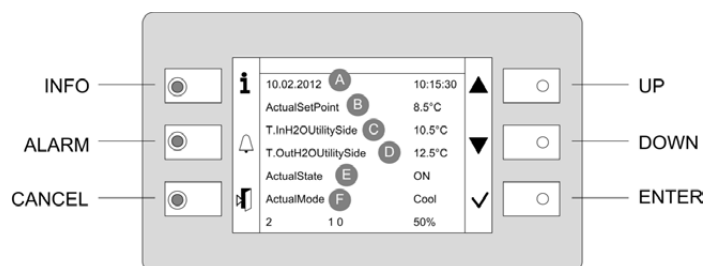 10.02.2012 A 10:15:30
INFO UP
ActualSetPoint B 8.5°C
T.InH2OUtilitySide C 10.5°C
ALARM DOWN
T.OutH2OUtilitySide D 12.5°C
ActualState E ON
CANCEL ActualMode F Cool ENTER
2 1 0 50%